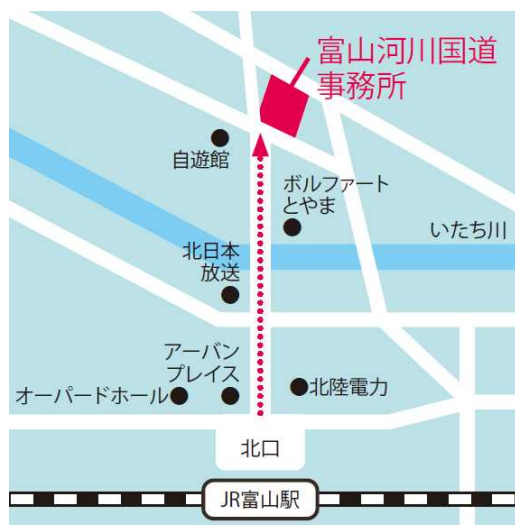 富山河川国道
事務所
自遊館
ボルファート
とやま
いたち川
北日本
放送
アーバン
プレイス
オーパードホール
北陸電力
北口
JR富山駅